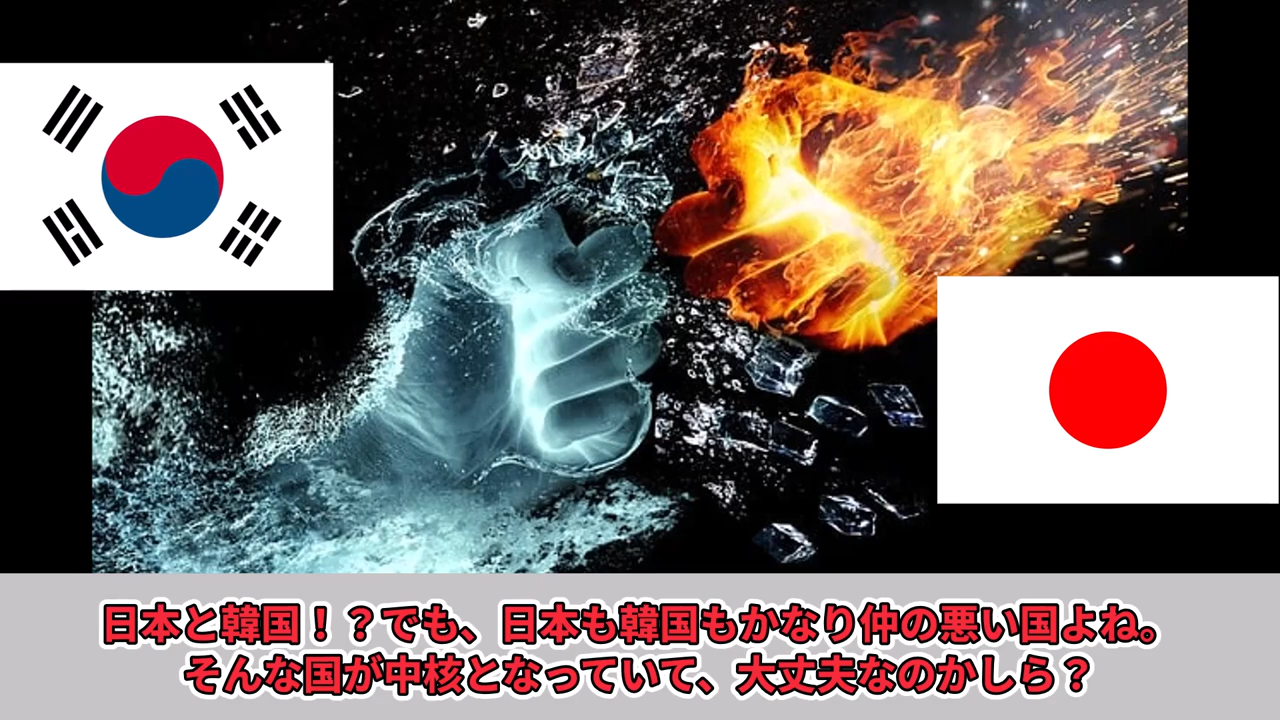 日本と韓国！？でも、日本も韓国もかなり仲の悪い国よね。
そんな国が中核となっていて、大丈夫なのかしら？